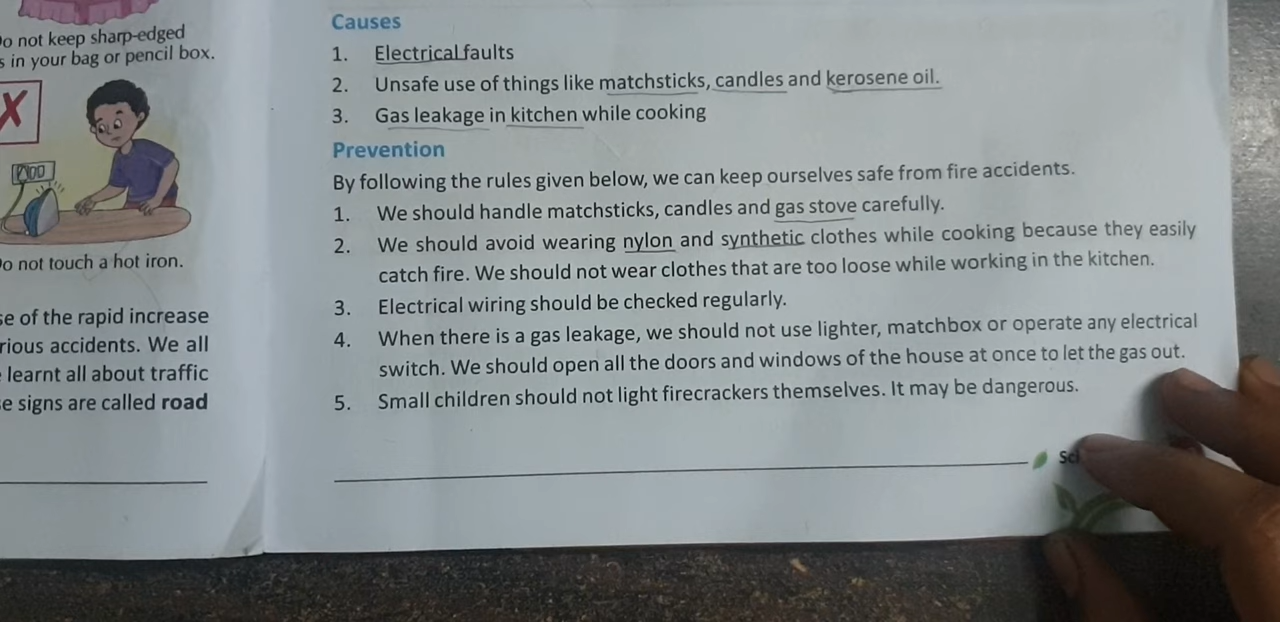 o not keep sharp-edged
s in your bag or pencil box.
o not touch a hot iron.
se of the rapid increase
rious accidents. We all
learnt all about traffic
se signs are called road
Causes
1. Electrical faults
2. Unsafe use of things like matchsticks, candles and kerosene oil.
3. Gas leakage in kitchen while cooking
Prevention
By following the rules given below, we can keep ourselves safe from fire accidents.
1. We should handle matchsticks, candles and gas stove carefully.
2. We should avoid wearing nylon and synthetic clothes while cooking because they easily
catch fire. We should not wear clothes that are too loose while working in the kitchen.
3. Electrical wiring should be checked regularly.
4. When there is a gas leakage, we should not use lighter, matchbox or operate any electrical
switch. We should open all the doors and windows of the house at once to let the gas out.
5. Small children should not light firecrackers themselves. It may be dangerous.